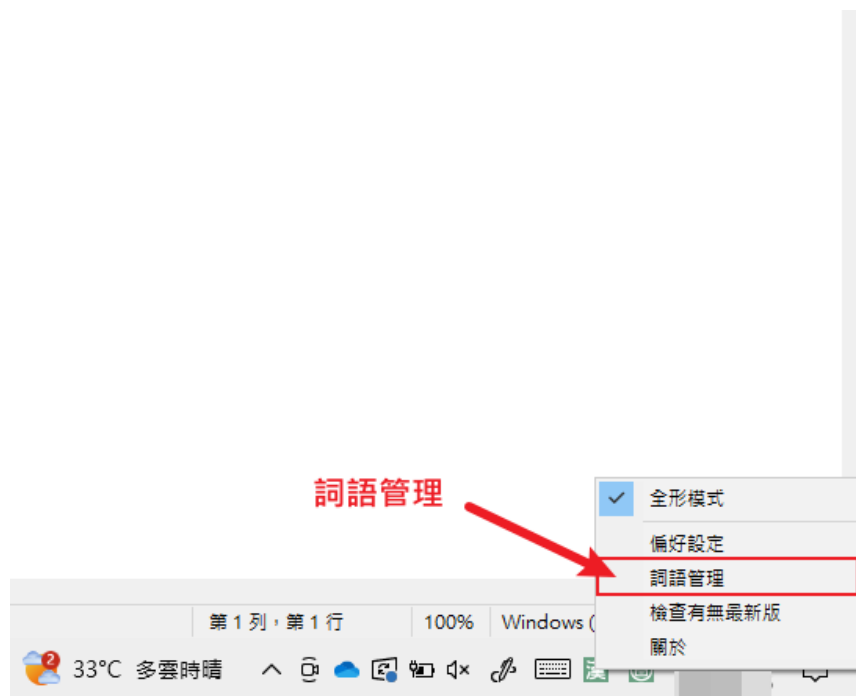 詞語管理
全形模式
偏好設定
詞語管理
檢查有無最新版
關於
第 1 列，第 1 行
100%
Windows (
2
33°C 多雲時晴
漢